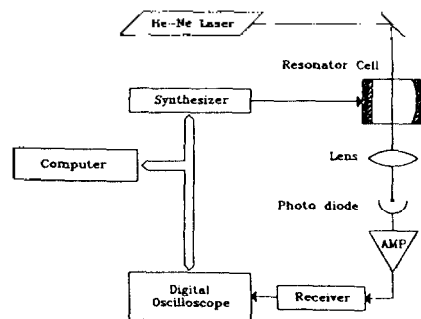 He-Ne Laser
Resonator Cell
Synthesizer
Computer
Lens
Photo diode
AMP
Digital
Oscilloscope
Receiver